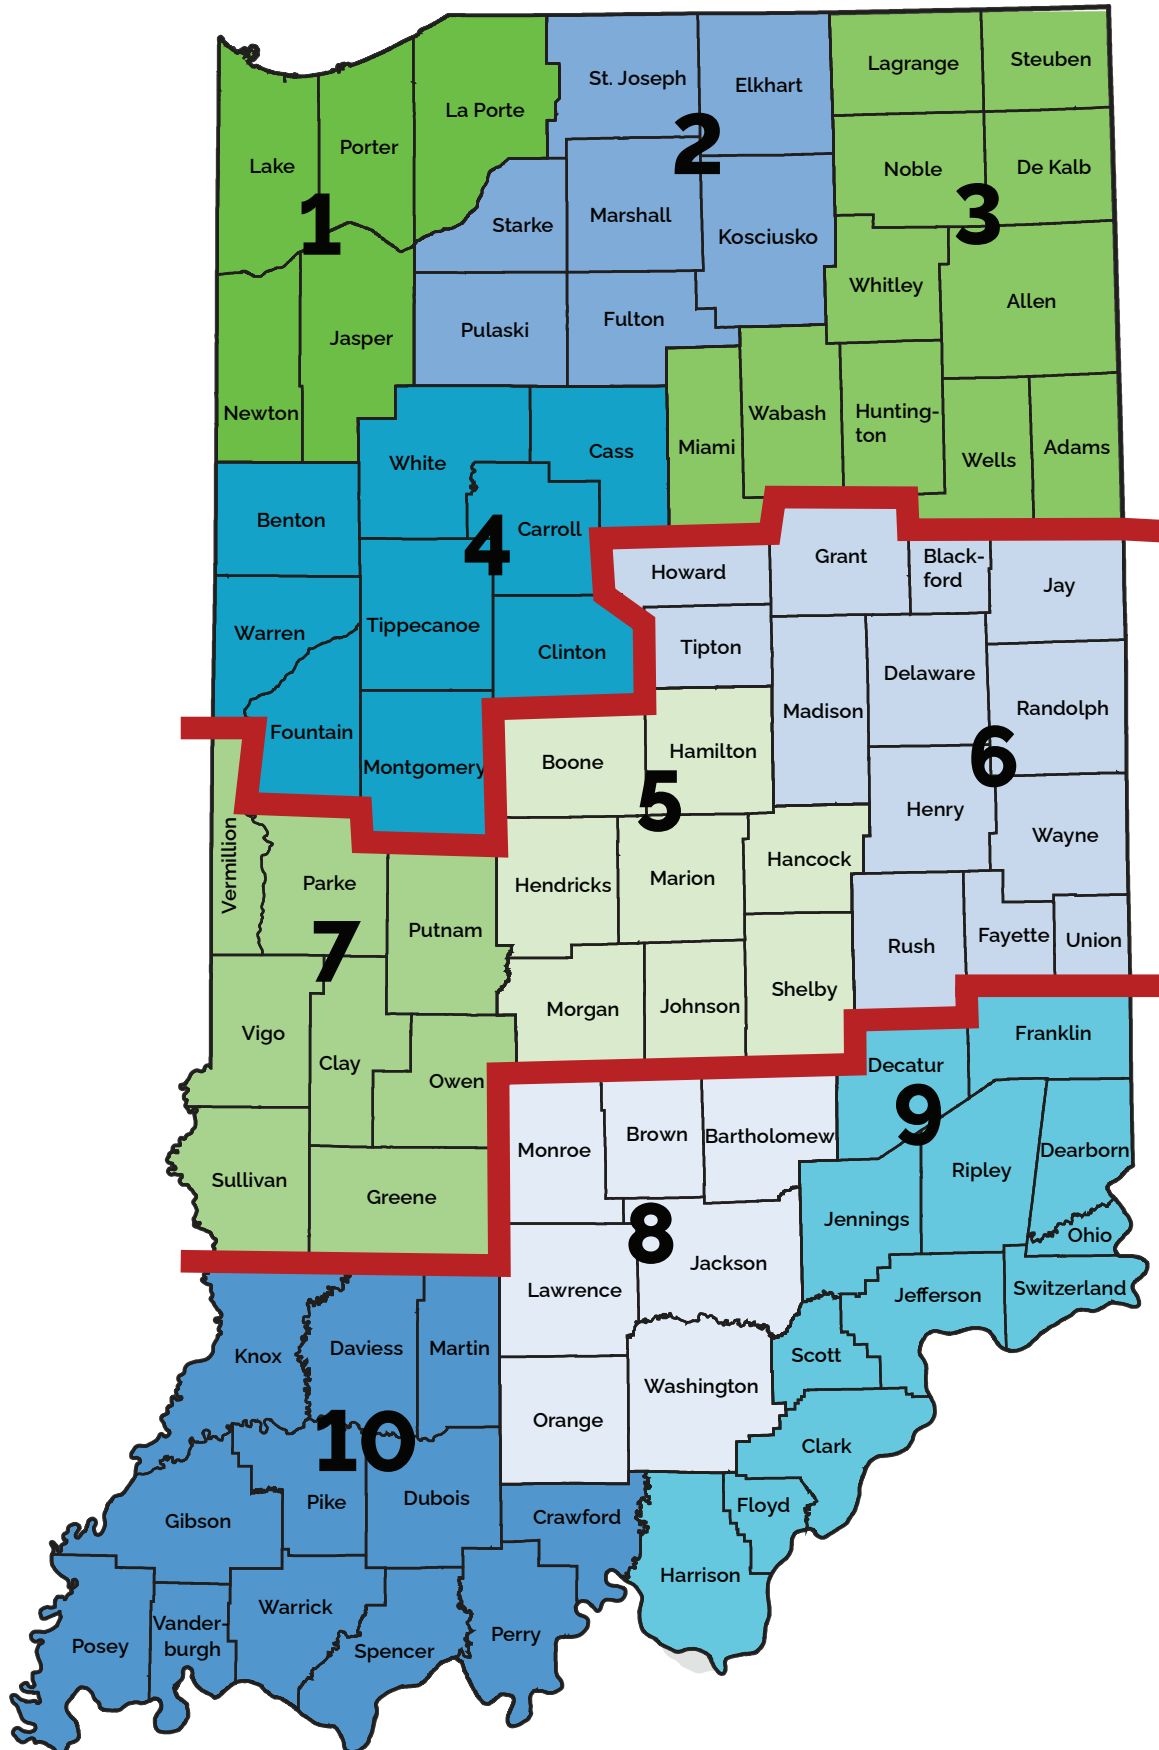 St. Joseph
Elkhart
Lagrange
Steuben
La Porte
Lake
Porter
2
Noble
De Kalb
1
Starke
Marshall
Kosciusko
3
Whitley
Allen
Jasper
Pulaski
Fulton
Newton
White
Cass
Miami
Wabash
Hunting-
ton
Wells
Adams
Benton
4
Carroll
Howard
Grant
Black-
ford
Jay
Warren
Tippecanoe
Clinton
Tipton
Delaware
Madison
Randolph
Fountain
Montgomery
Boone
Hamilton
5
6
Henry
Wayne
Vermillion
Parke
Putnam
Hendricks
Marion
Hancock
7
Rush
Fayette
Union
Vigo
Clay
Owen
Morgan
Johnson
Shelby
Decatur
Franklin
9
Sullivan
Greene
Monroe
Brown
Bartholomew
Ripley
Dearborn
8
Jennings
Ohio
Lawrence
Jackson
Jefferson
Switzerland
Knox
Daviess
Martin
Scott
Washington
Orange
10
Clark
Gibson
Pike
Dubois
Crawford
Floyd
Harrison
Posey
Vander-
burgh
Warrick
Spencer
Perry